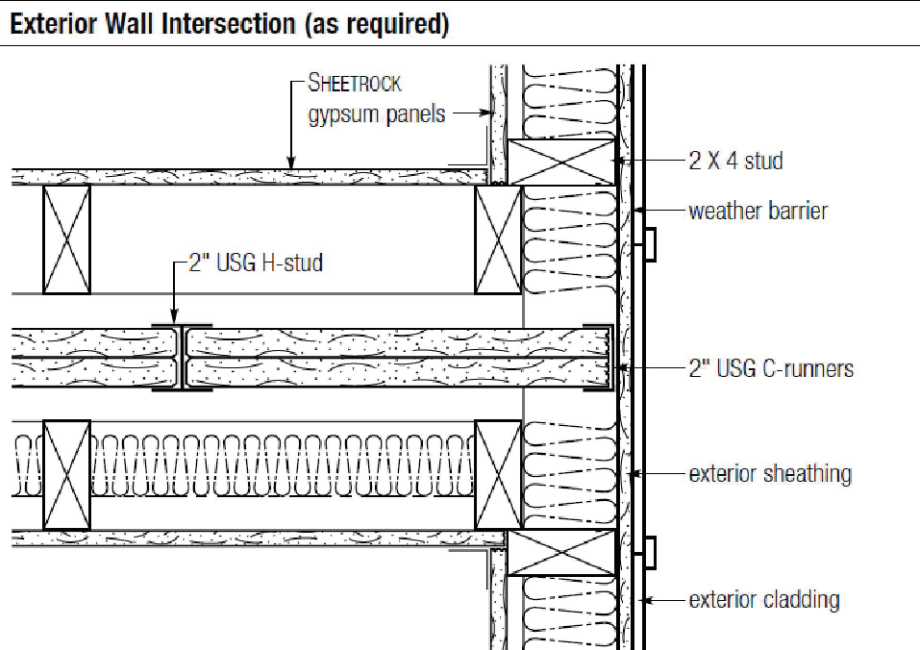 Exterior Wall Intersection (as required)
SHEETROCK
gypsum panels
2 X 4 stud
weather barrier
2" USG H-stud
2" USG C-runners
exterior sheathing
exterior cladding